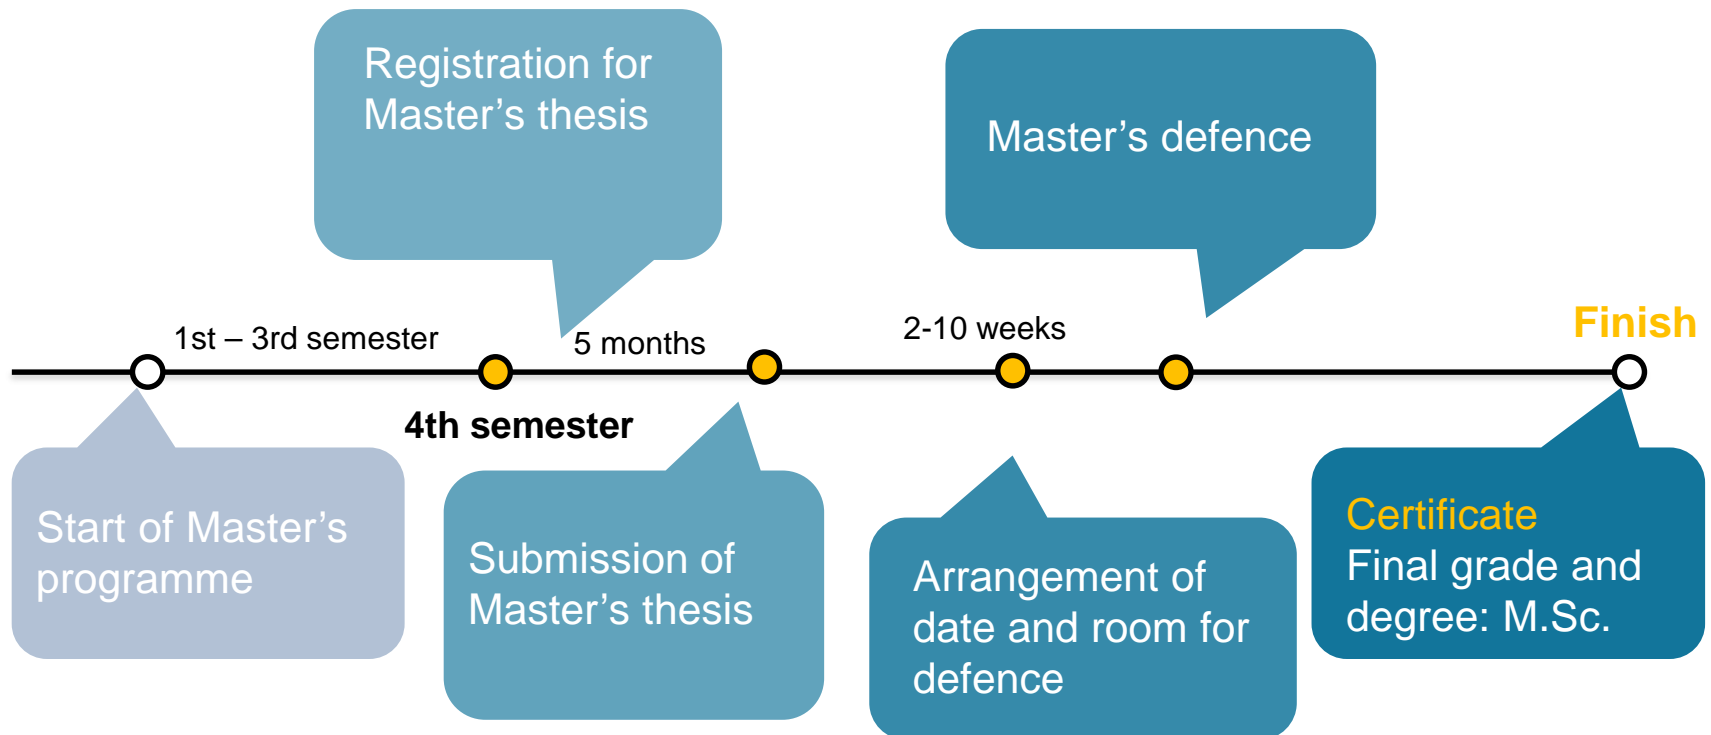 Registration for
Master’s thesis
Master’s defence
1st – 3rd semester
5 months
2-10 weeks
Finish
4th semester
Start of Master’s
programme
Submission of
Master’s thesis
Arrangement of
date and room for
defence
Certificate
Final grade and
degree: M.Sc.